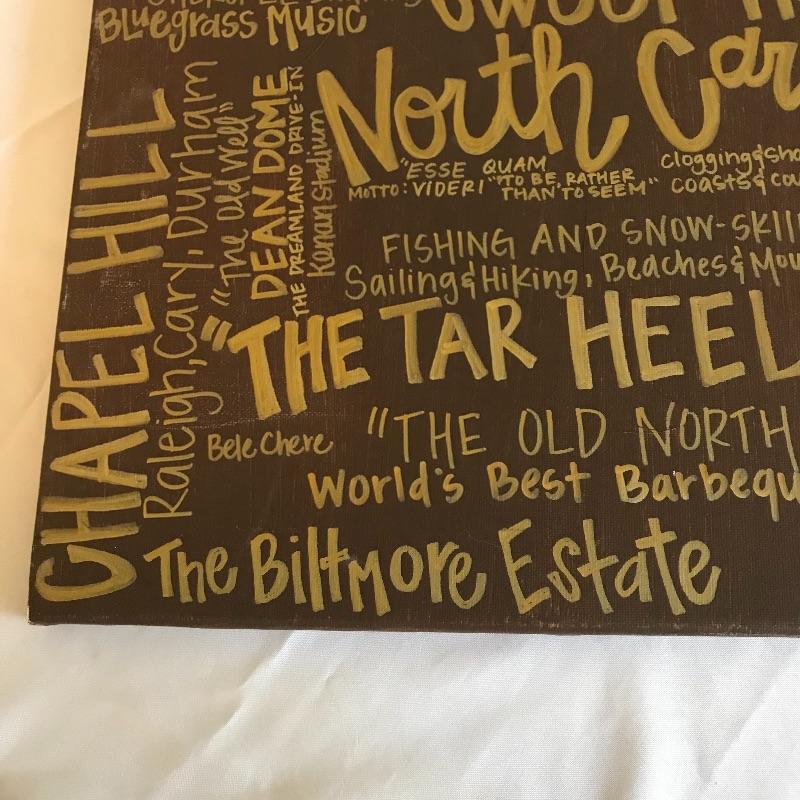 Bluegrass Music
North Car
"ESSE QUAM
MOTTO: VIDERI" "TO BE RATHER
THAN TO SEEM"
Clogging & Sha
Coasts & Cou
FISHING AND SNOW-SKII
Sailing & Hiking, Beaches & Mou
"THE TAR HEEL
"THE OLD NORTH
Bele Chere
World's Best Barbequ
The Biltmore Estate
CHAPEL HILL
Raleigh, Cary, Durham
"The Old Well"
DEAN DOME
THE DREAMLAND DRIVE-IN
Kenan Stadium